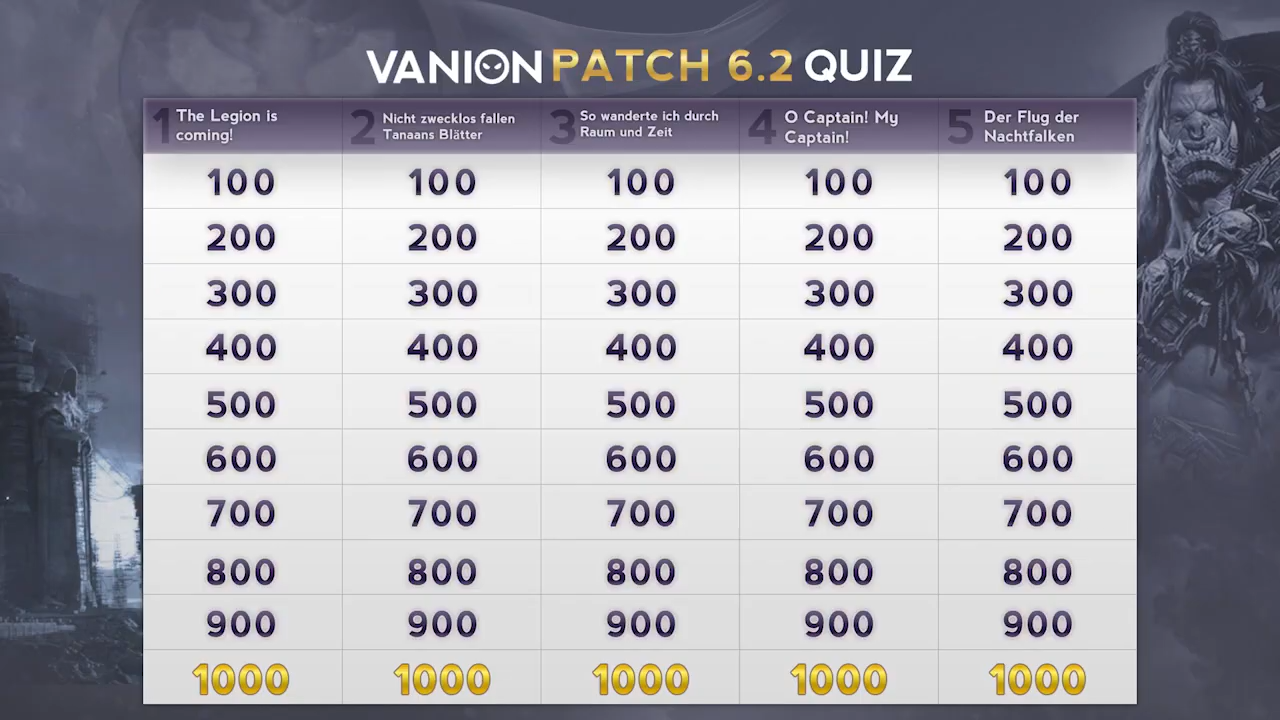 VANION PATCH 6.2 QUIZ
1 The Legion is
coming!
2 Nicht zwecklos fallen
Tanaans Blätter
3 So wanderte ich durch
Raum und Zeit
4 O Captain! My
Captain!
5 Der Flug der
Nachtfalken
100 100 100 100 100
200 200 200 200 200
300 300 300 300 300
400 400 400 400 400
500 500 500 500 500
600 600 600 600 600
700 700 700 700 700
800 800 800 800 800
900 900 900 900 900
1000 1000 1000 1000 1000